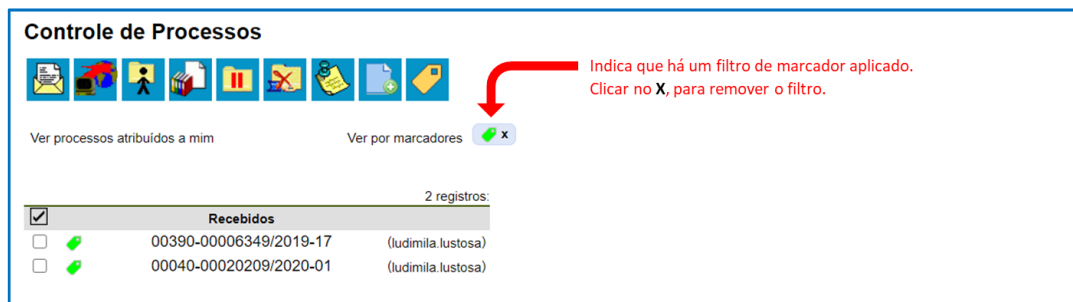 Controle de Processos
Indica que há um filtro de marcador aplicado.
Clicar no X, para remover o filtro.
Ver processos atribuídos a mim
Ver por marcadores
x
2 registros:
Recebidos
00390-00006349/2019-17
(ludimila.lustosa)
00040-00020209/2020-01
(ludimila.lustosa)